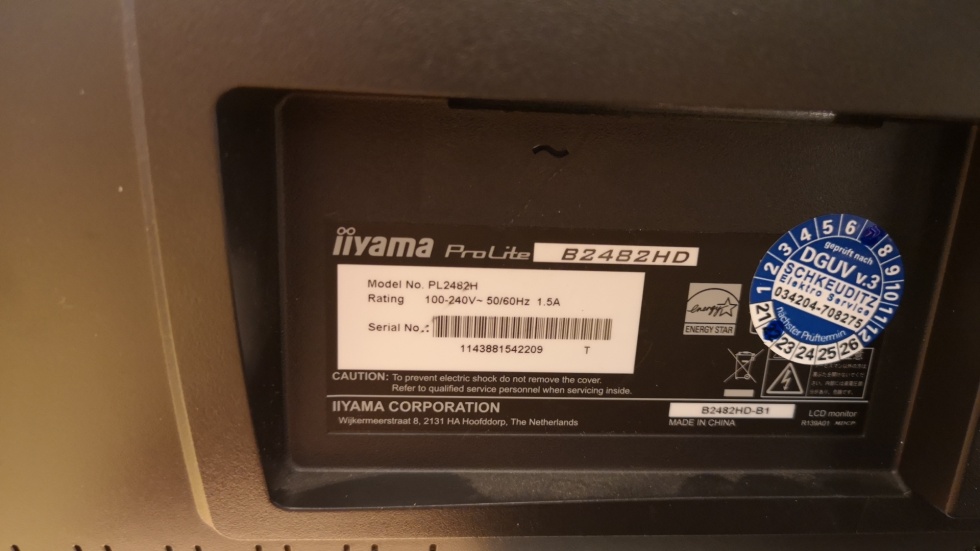 iiyama ProLite B2482HD
Model No. PL2482H
Rating 100-240V~ 50/60Hz 1.5A
Serial No.:
1143881542209 T
ENERGY STAR
CAUTION: To prevent electric shock do not remove the cover.
Refer to qualified service personnel when servicing inside.
IIYAMA CORPORATION
Wijkermeerstraat 8, 2131 HA Hoofddorp, The Netherlands
B2482HD-B1
MADE IN CHINA
LCD monitor
R139A01
1 2 3 4 5 6 8 9 10 11 12
geprüft nach
DGUV v.3
SCHKEUDITZ
Elektro Service
034204-708275
nächster Prüftermin
21 23 24 25 26